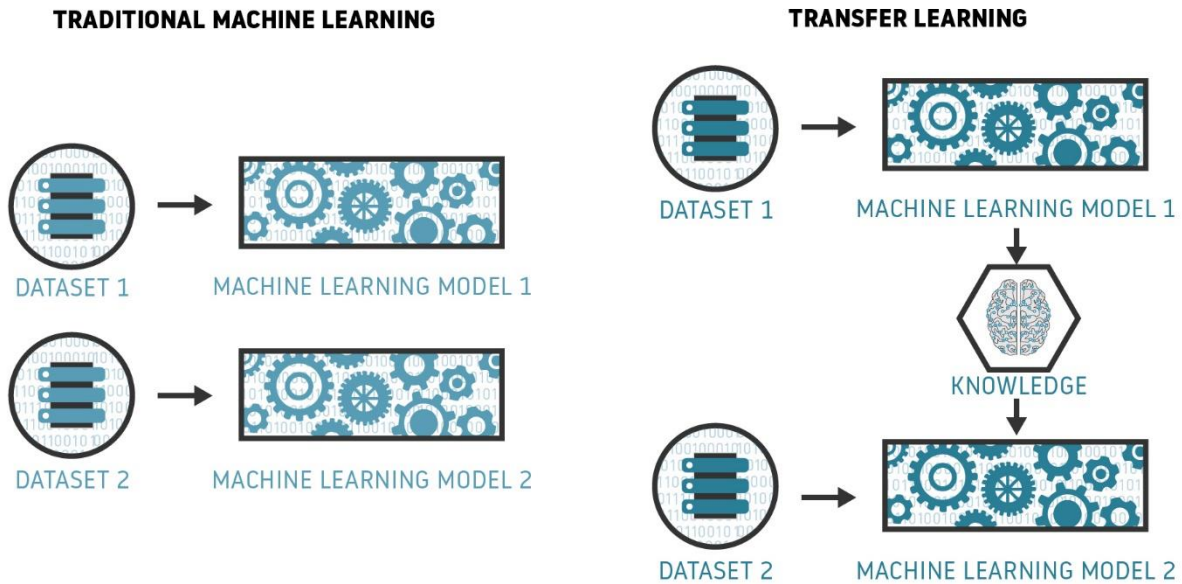 TRADITIONAL MACHINE LEARNING
DATASET 1
MACHINE LEARNING MODEL 1
DATASET 2
MACHINE LEARNING MODEL 2
TRANSFER LEARNING
DATASET 1
MACHINE LEARNING MODEL 1
KNOWLEDGE
DATASET 2
MACHINE LEARNING MODEL 2